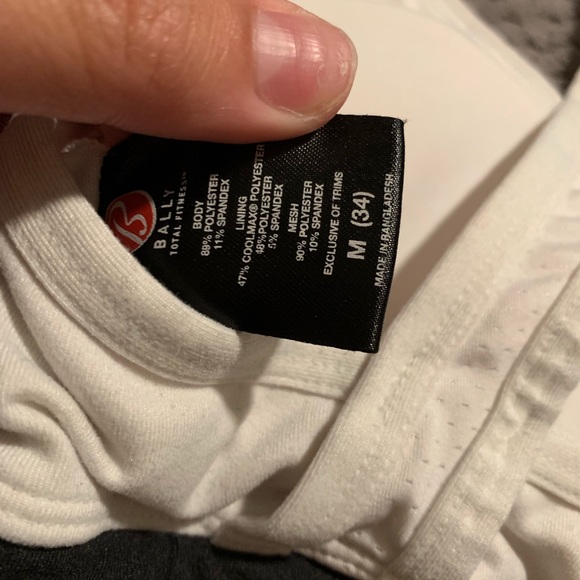 B
BALLY
TOTAL FITNESS™
BODY
89% POLYESTER
11% SPANDEX
LINING
47% COOLMAX® POLYESTER
48%POLYESTER
5% SPANDEX
MESH
90% POLYESTER
10% SPANDEX
EXCLUSIVE OF TRIMS
M (34)
MADE IN BANGLADESH